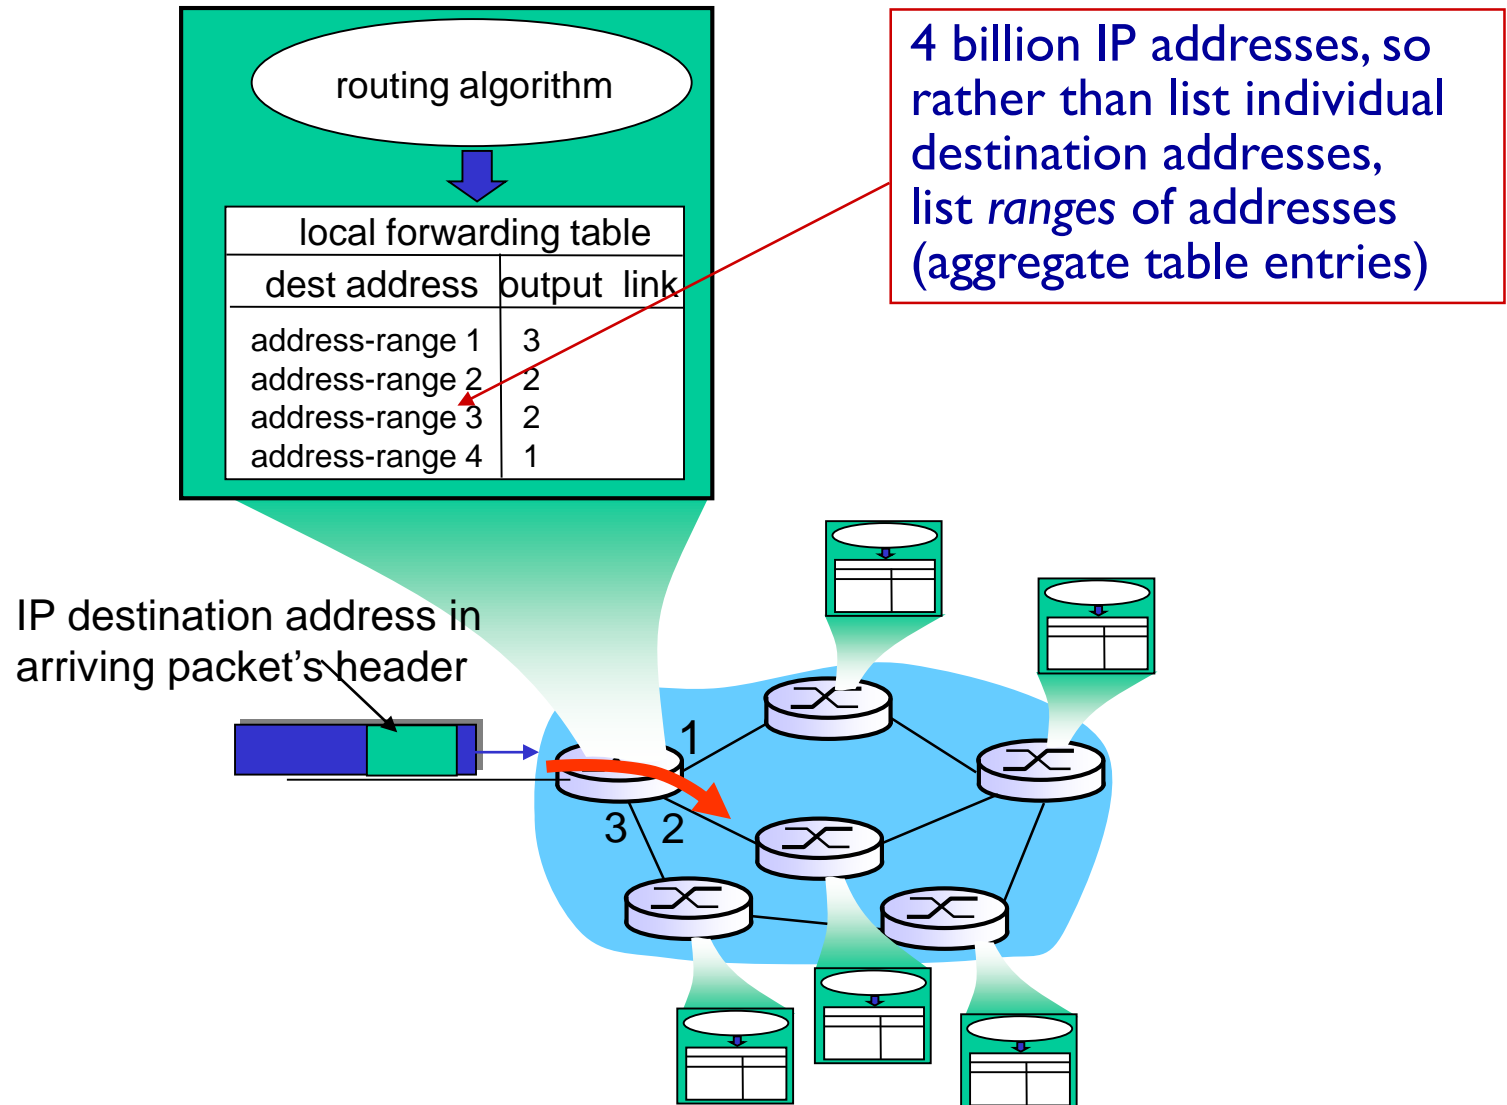 routing algorithm
local forwarding table
dest address output link
address-range 1 3
address-range 2 2
address-range 3 2
address-range 4 1
4 billion IP addresses, so
rather than list individual
destination addresses,
list ranges of addresses
(aggregate table entries)
IP destination address in
arriving packet's header
1
3 2